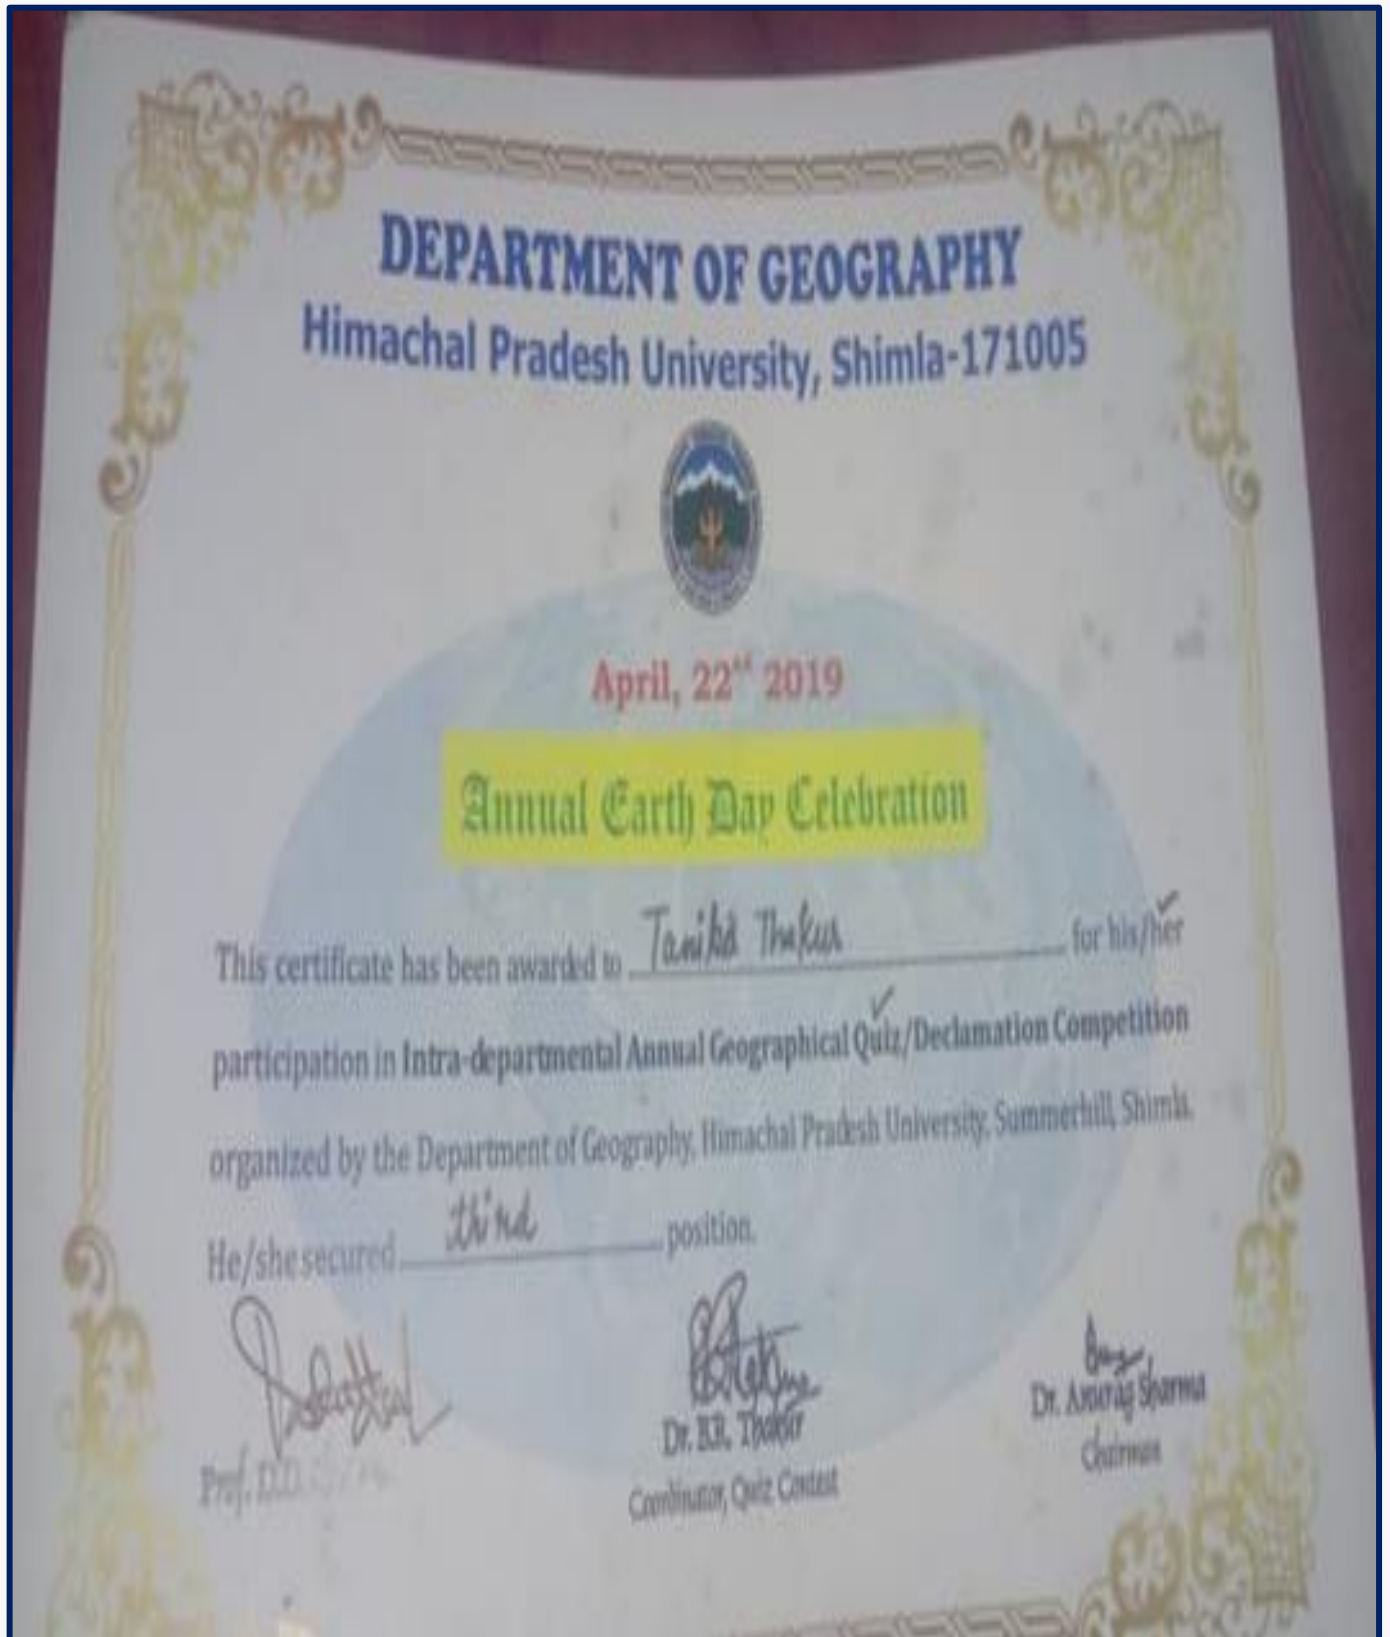 DEPARTMENT OF GEOGRAPHY
Himachal Pradesh University, Shimla-171005
April, 22ⁿᵈ 2019
Annual Earth Day Celebration
This certificate has been awarded to Tanika Thakur for his/her
participation in Intra-departmental Annual Geographical Quiz/Declamation Competition
organized by the Department of Geography, Himachal Pradesh University, Summerhill, Shimla.
He/she secured third position.
Prof. D.D.
Dr. B.R. Thakur
Coordinator, Quiz Contest
Dr. Anurag Sharma
Chairman